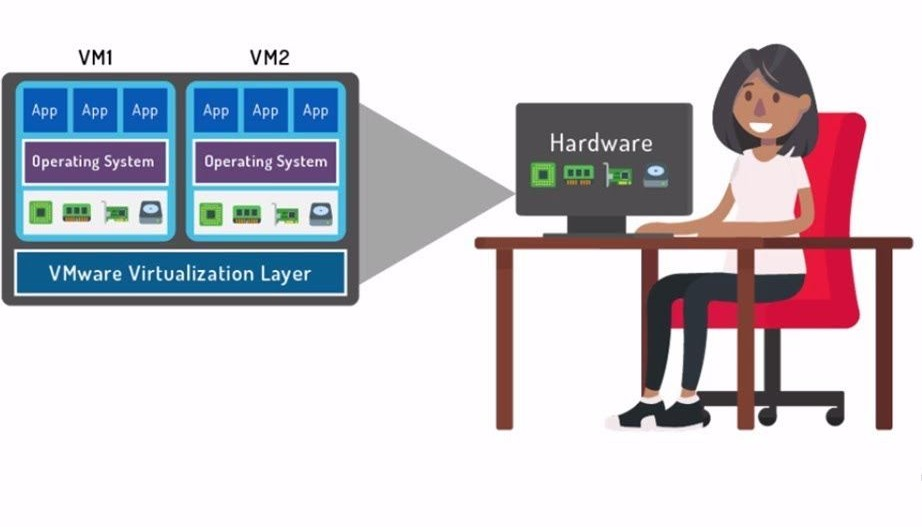 VM1
VM2
App App App
App App App
Operating System
Operating System
VMware Virtualization Layer
Hardware